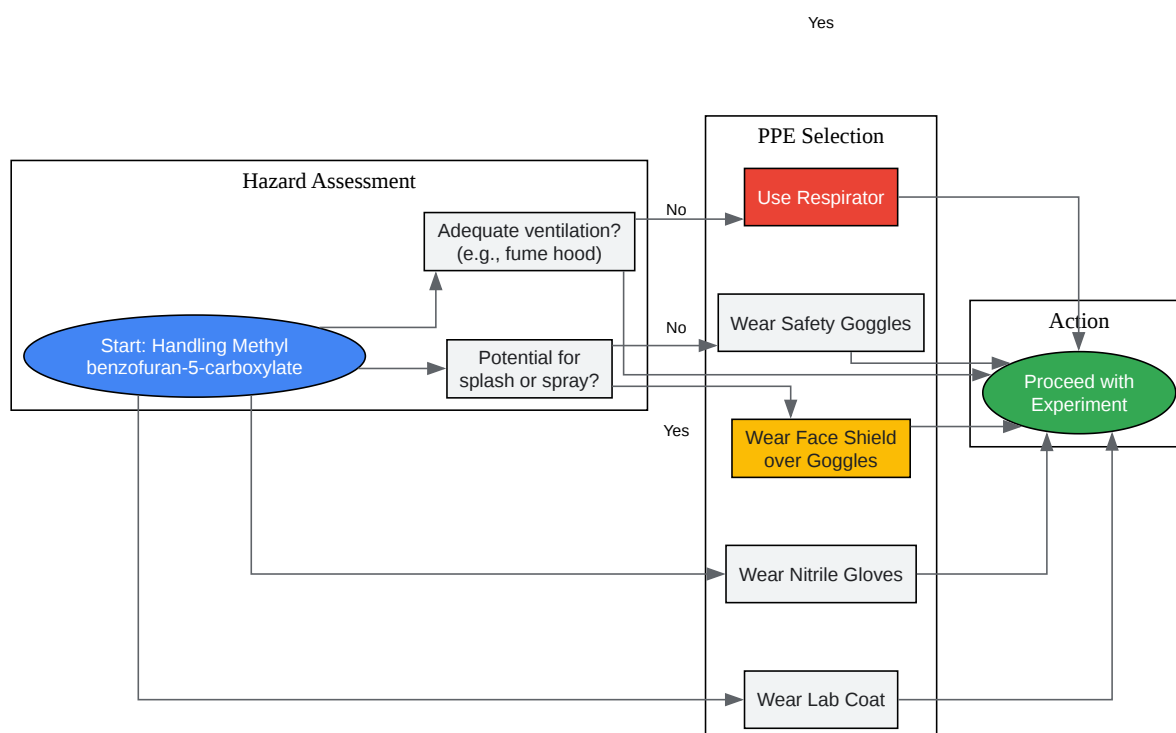 Yes
PPE Selection
Hazard Assessment
Use Respirator
No
Adequate ventilation?
(e.g., fume hood)
Action
Wear Safety Goggles
No
Start: Handling Methyl
benzofuran-5-carboxylate
Potential for
splash or spray?
Proceed with
Experiment
Yes
Wear Face Shield
over Goggles
Wear Nitrile Gloves
Wear Lab Coat